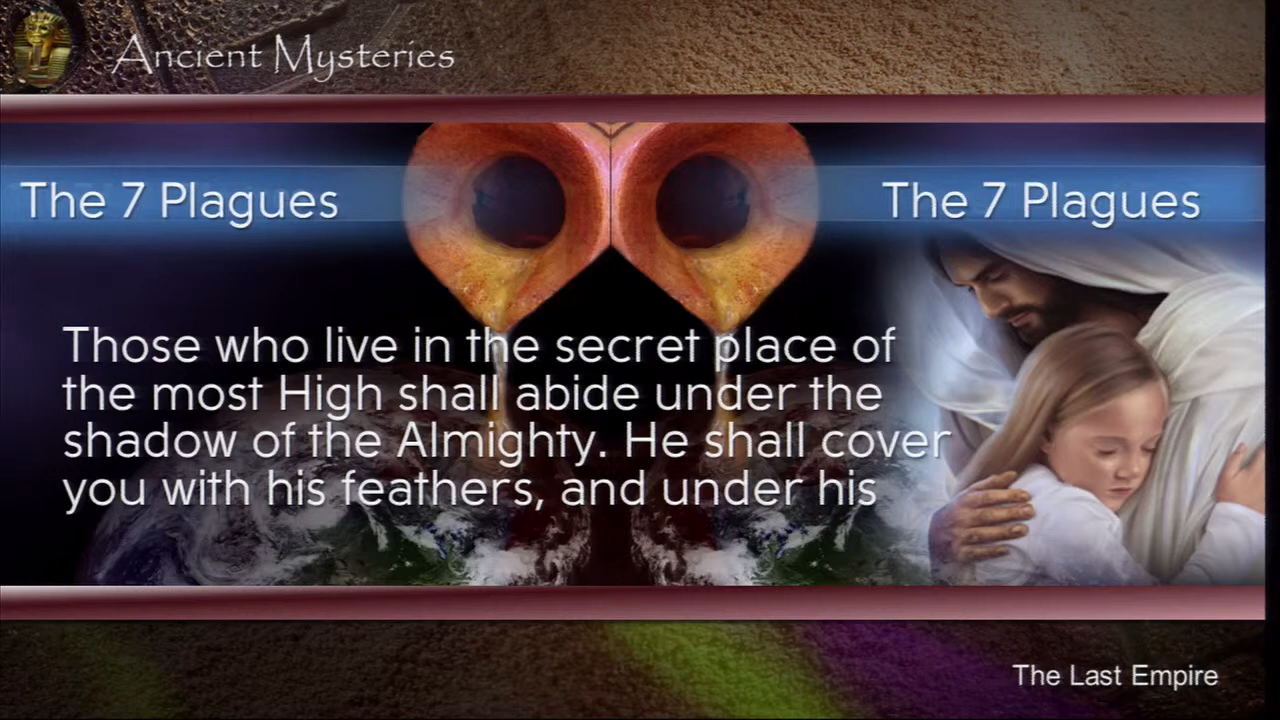 Ancient Mysteries
The 7 Plagues
The 7 Plagues
Those who live in the secret place of
the most High shall abide under the
shadow of the Almighty. He shall cover
you with his feathers, and under his
The Last Empire